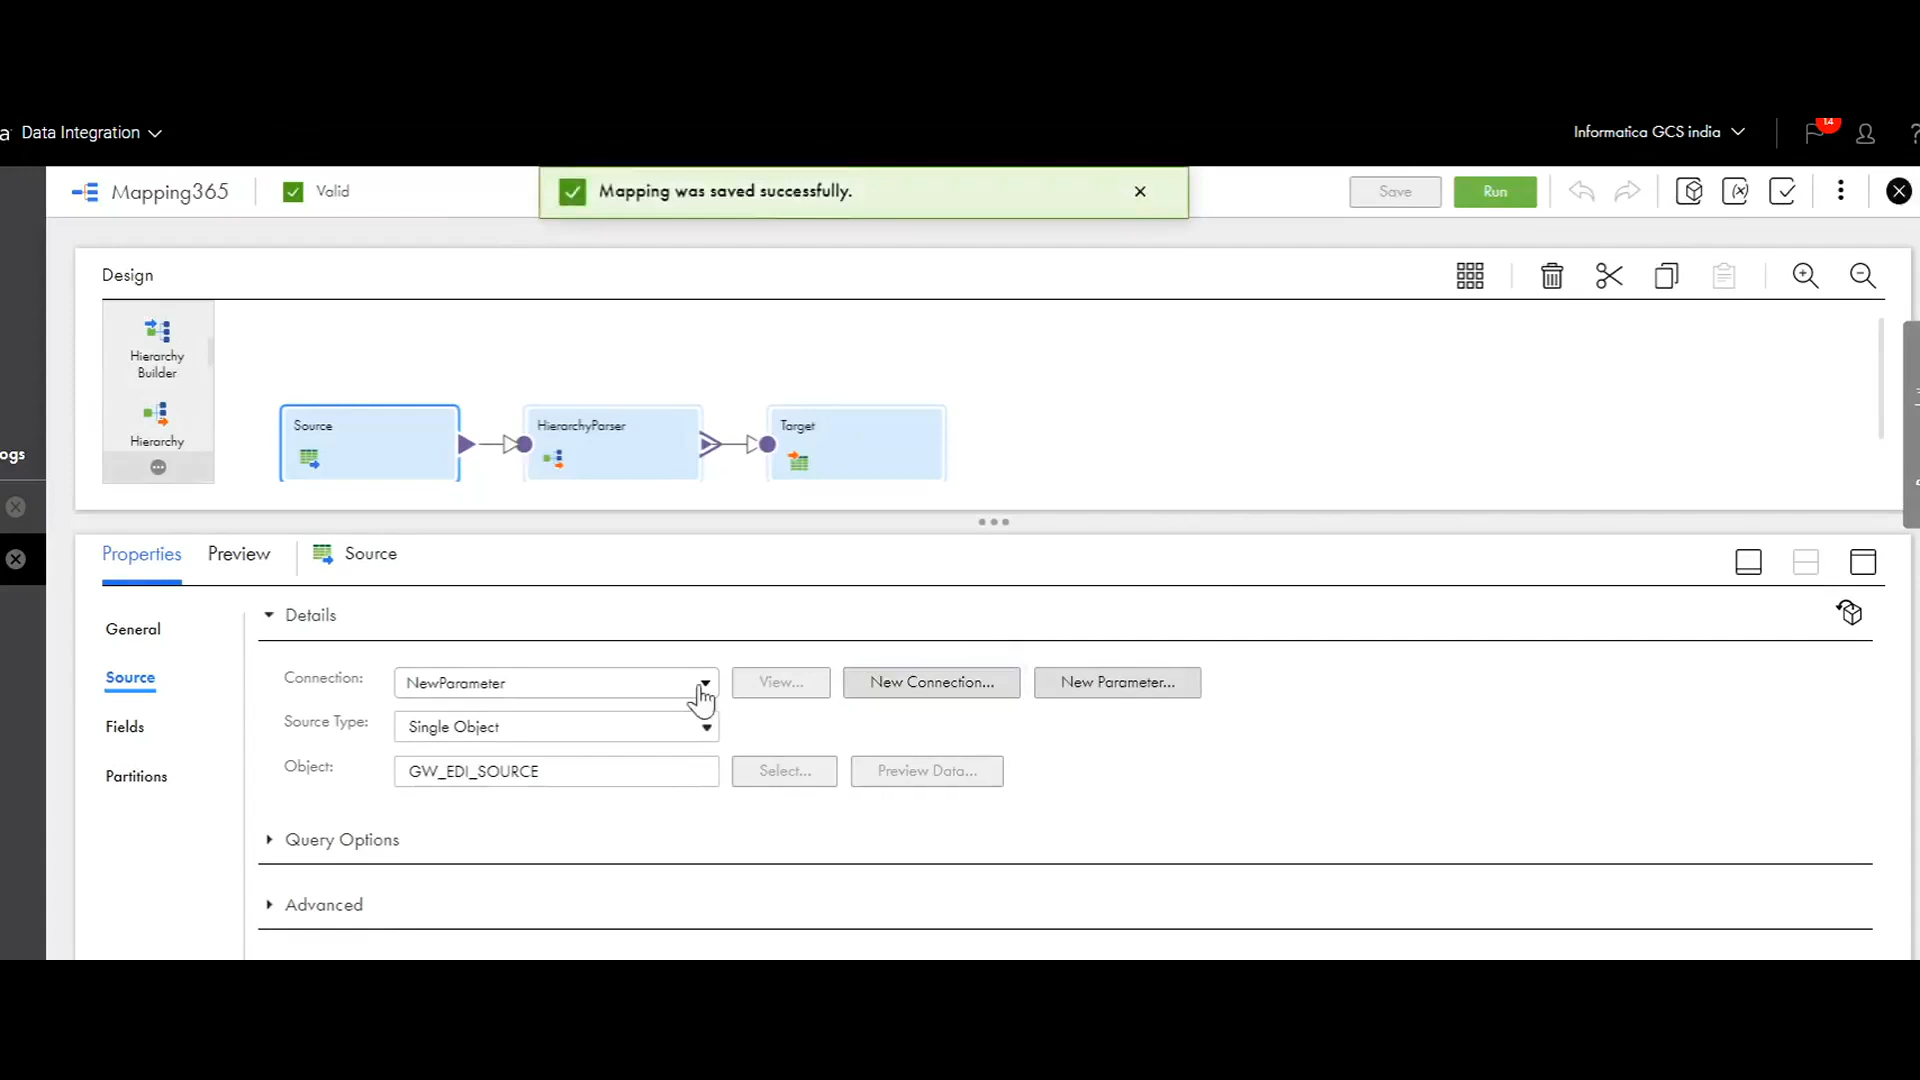 a Data Integration
Informatica GCS india
14
?
Mapping365
Valid
Mapping was saved successfully.
Save
Run
Design
Hierarchy
Builder
Hierarchy
Source
HierarchyParser
Target
ogs
Properties
Preview
Source
General
Source
Fields
Partitions
Details
Connection:
NewParameter
View...
New Connection...
New Parameter...
Source Type:
Single Object
Object:
GW_EDI_SOURCE
Select...
Preview Data...
Query Options
Advanced